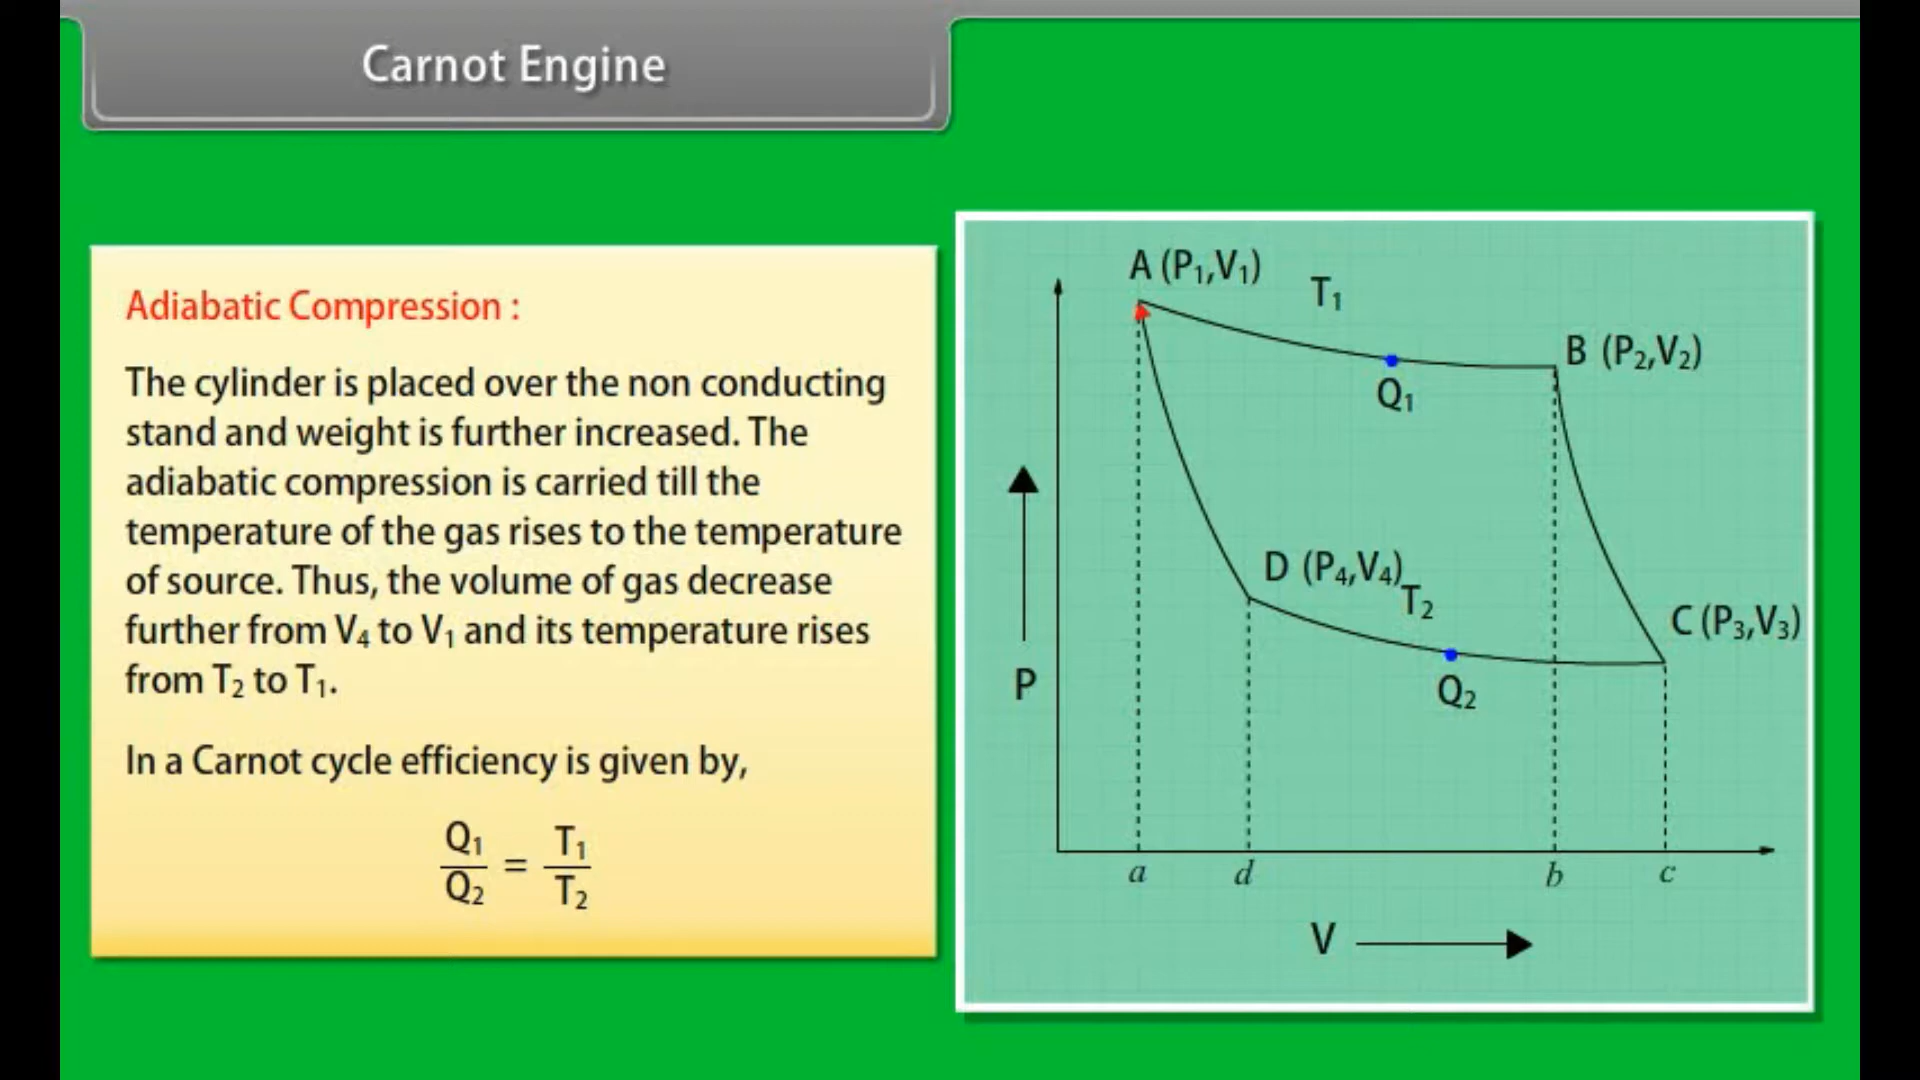 Carnot Engine
Adiabatic Compression :
The cylinder is placed over the non conducting
stand and weight is further increased. The
adiabatic compression is carried till the
temperature of the gas rises to the temperature
of source. Thus, the volume of gas decrease
further from V₄ to V₁ and its temperature rises
from T₂ to T₁.
In a Carnot cycle efficiency is given by,
Q₁/Q₂ = T₁/T₂
A (P₁,V₁)
T₁
B (P₂,V₂)
Q₁
D (P₄,V₄)
T₂
C (P₃,V₃)
P
Q₂
a d b c
V